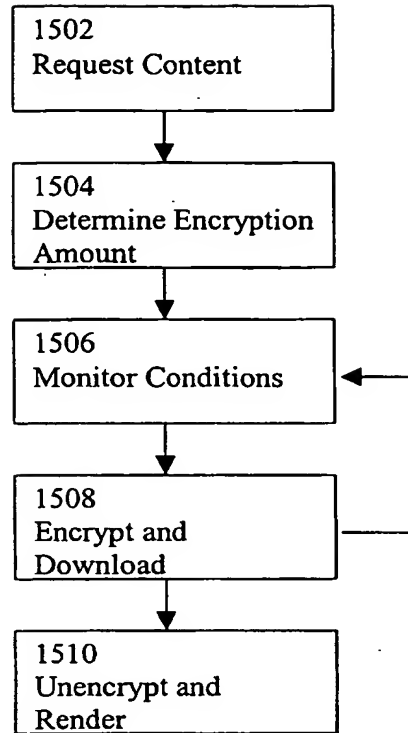 1502
Request Content
1504
Determine Encryption
Amount
1506
Monitor Conditions
1508
Encrypt and
Download
1510
Unencrypt and
Render